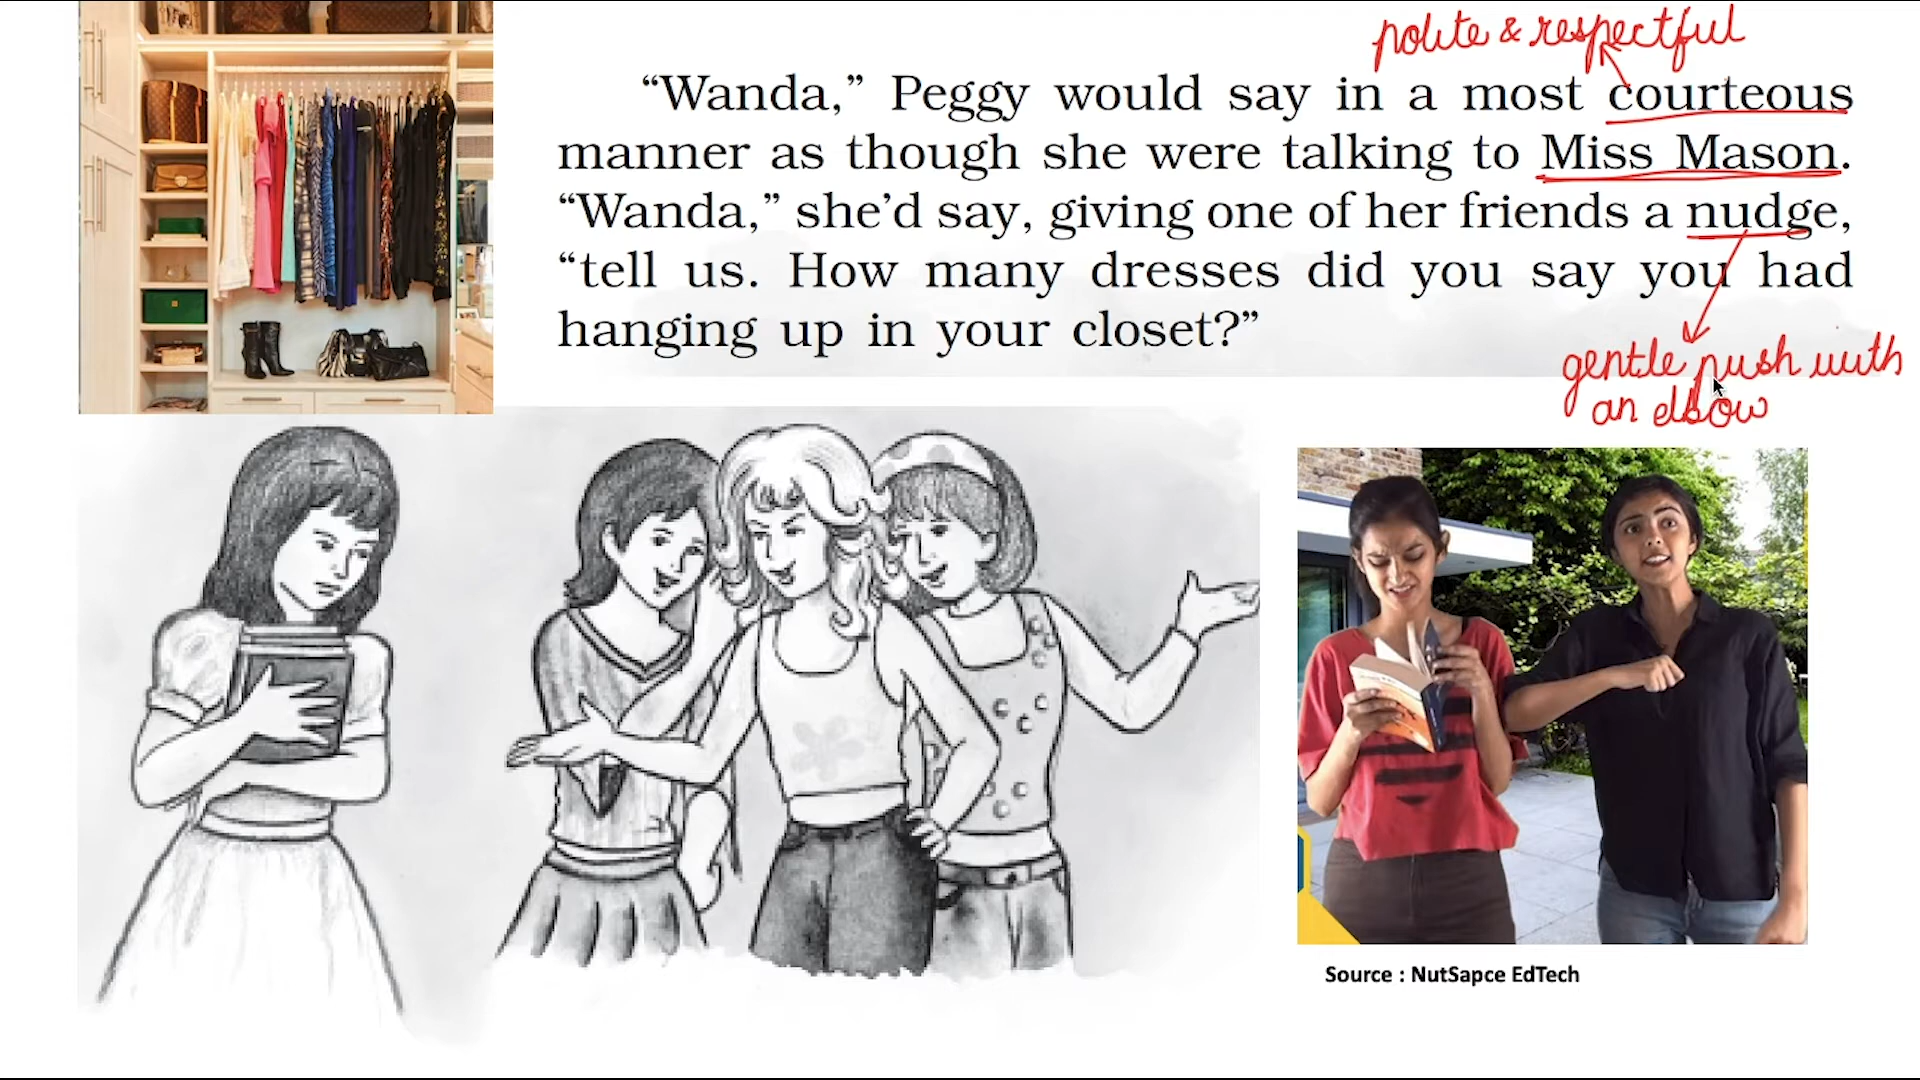 polite & respectful
“Wanda,” Peggy would say in a most courteous
manner as though she were talking to Miss Mason.
“Wanda,” she’d say, giving one of her friends a nudge,
“tell us. How many dresses did you say you had
hanging up in your closet?”
gentle push with
an elbow
Source : NutSapce EdTech